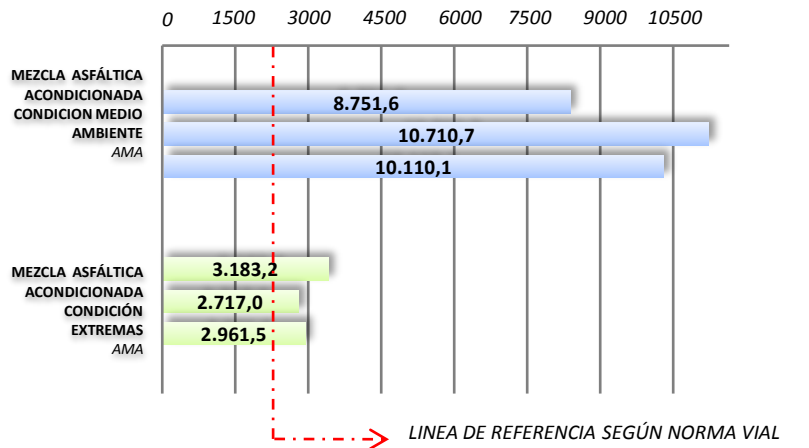 0 1500 3000 4500 6000 7500 9000 10500
MEZCLA ASFÁLTICA
ACONDICIONADA
CONDICION MEDIO
AMBIENTE
AMA
8.751,6
10.710,7
10.110,1
MEZCLA ASFÁLTICA
ACONDICIONADA
CONDICIÓN
EXTREMAS
AMA
3.183,2
2.717,0
2.961,5
LINEA DE REFERENCIA SEGÚN NORMA VIAL